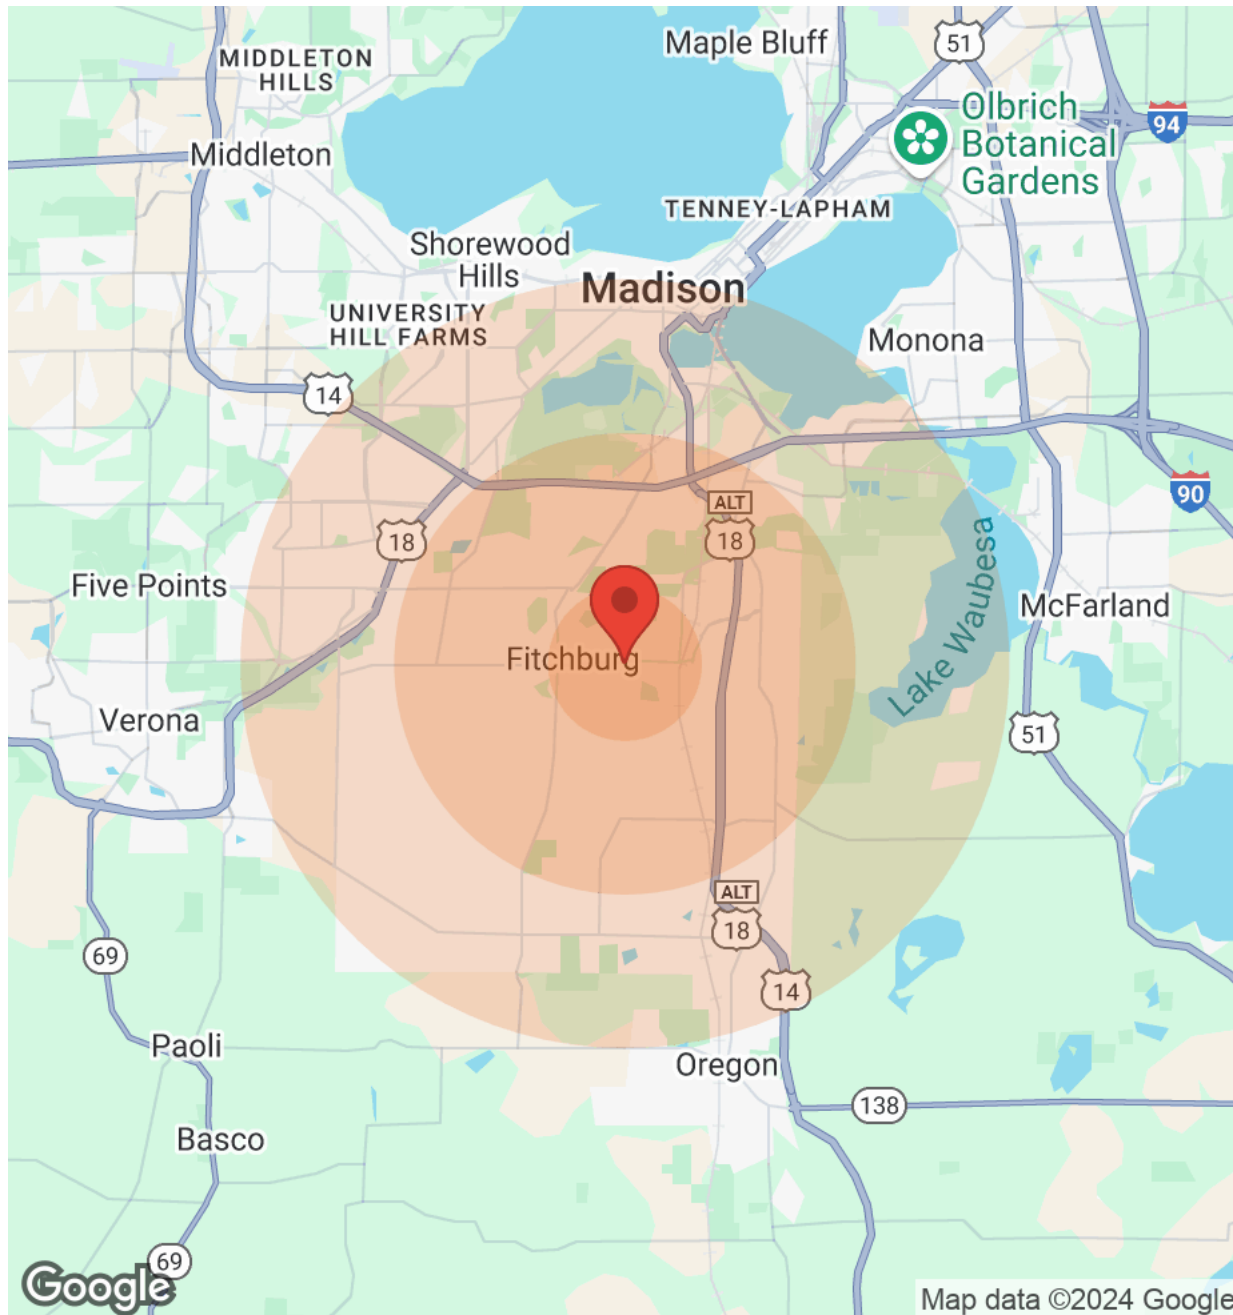 Maple Bluff
51
MIDDLETON
HILLS
Olbrich
Botanical
Gardens
94
Middleton
TENNEY-LAPHAM
Shorewood
Hills
Madison
UNIVERSITY
HILL FARMS
Monona
14
90
ALT
18
18
Lake Waubesa
Five Points
McFarland
Fitchburg
Verona
51
ALT
18
69
14
Paoli
Oregon
138
Basco
69
Google
Map data ©2024 Google